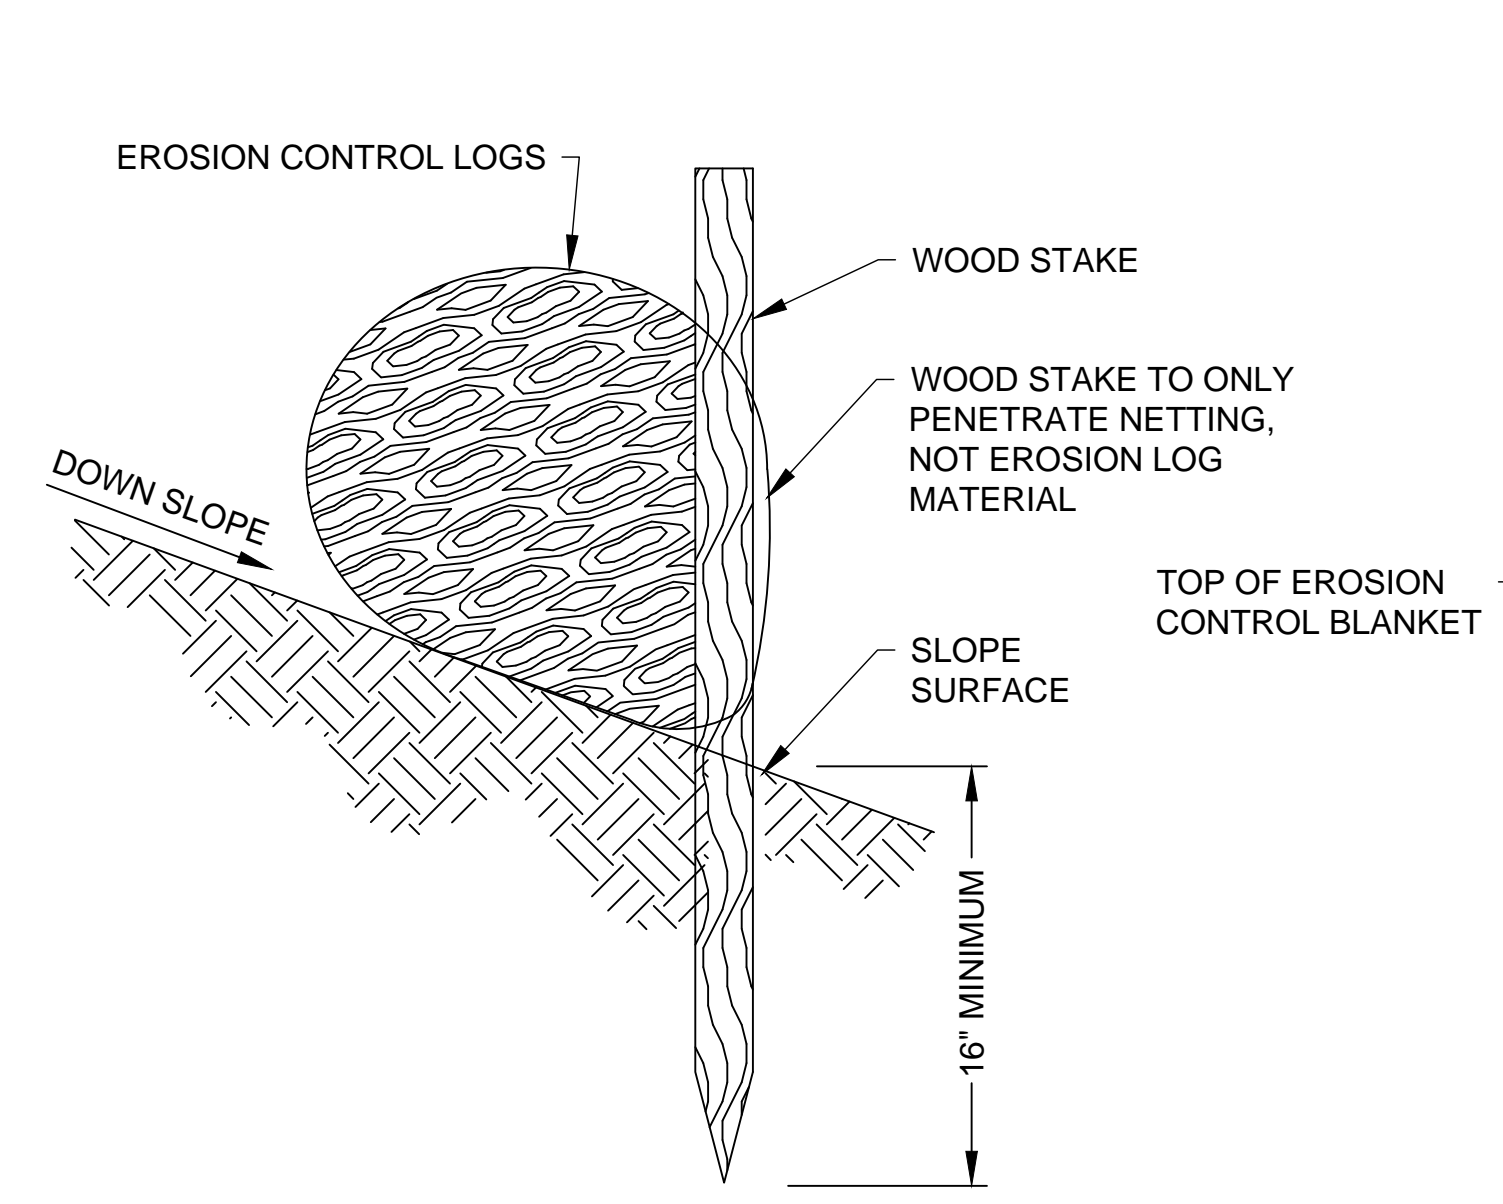 EROSION CONTROL LOGS
WOOD STAKE
WOOD STAKE TO ONLY
PENETRATE NETTING,
NOT EROSION LOG
MATERIAL
DOWN SLOPE
TOP OF EROSION
CONTROL BLANKET
SLOPE
SURFACE
16" MINIMUM